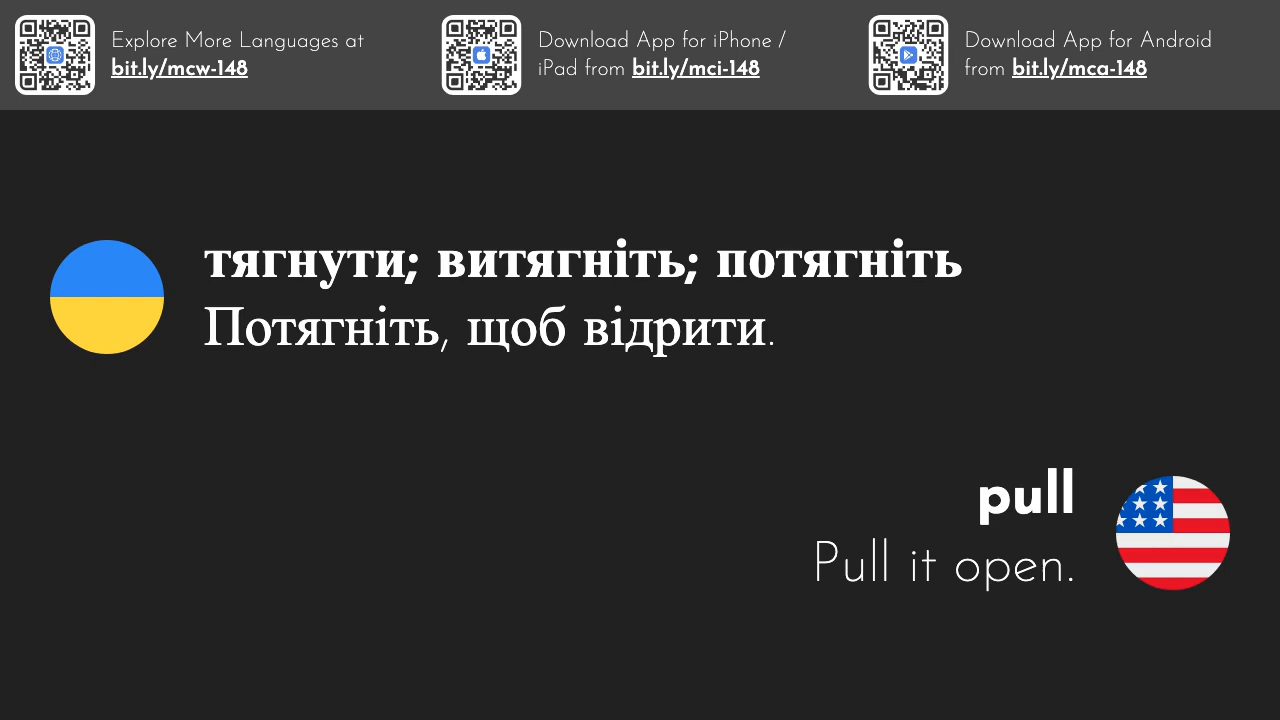 Explore More Languages at
bit.ly/mcw-148
Download App for iPhone /
iPad from bit.ly/mci-148
Download App for Android
from bit.ly/mca-148
тягнути; витягніть; потягніть
Потягніть, щоб відрити.
pull
Pull it open.